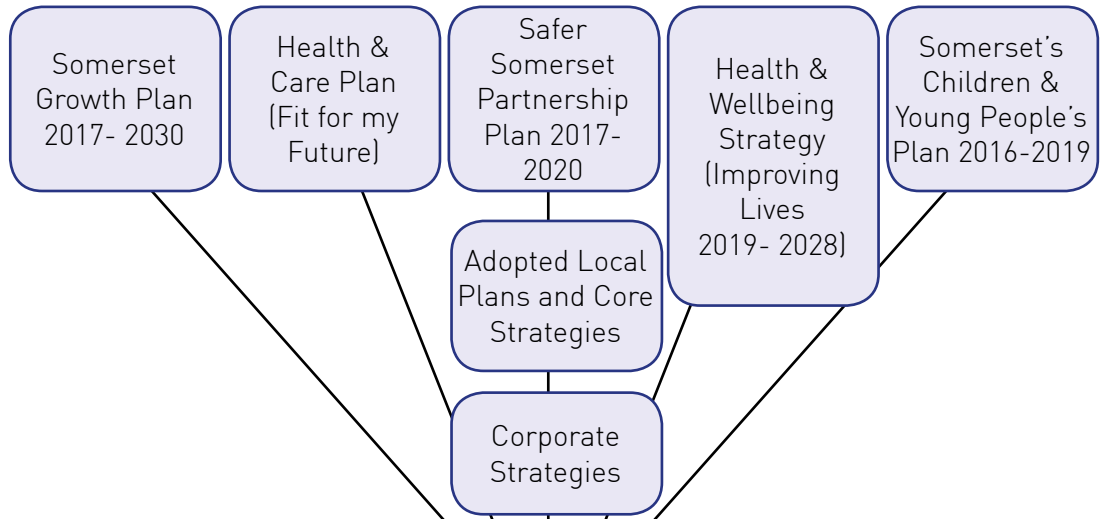 Somerset
Growth Plan
2017- 2030
Health &
Care Plan
(Fit for my
Future)
Safer
Somerset
Partnership
Plan 2017-
2020
Health &
Wellbeing
Strategy
(Improving
Lives
2019- 2028)
Somerset’s
Children &
Young People’s
Plan 2016-2019
Adopted Local
Plans and Core
Strategies
Corporate
Strategies